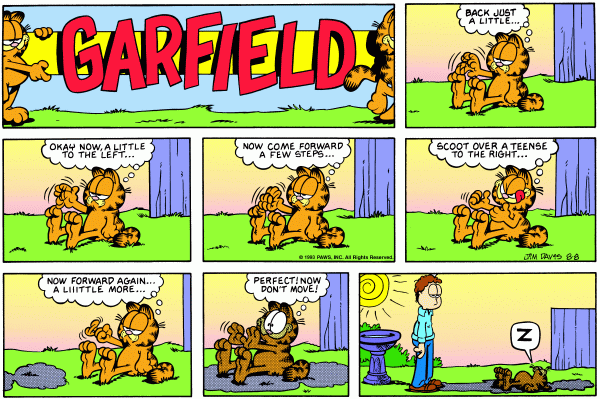 GARFIELD
BACK JUST
A LITTLE...
OKAY NOW, A LITTLE
TO THE LEFT...
NOW COME FORWARD
A FEW STEPS...
© 1993 PAWS, INC. All Rights Reserved.
SCOOT OVER A TEENSE
TO THE RIGHT...
JIM DAVIS 8-8
NOW FORWARD AGAIN...
A LIIITTLE MORE...
PERFECT! NOW
DON'T MOVE!
Z